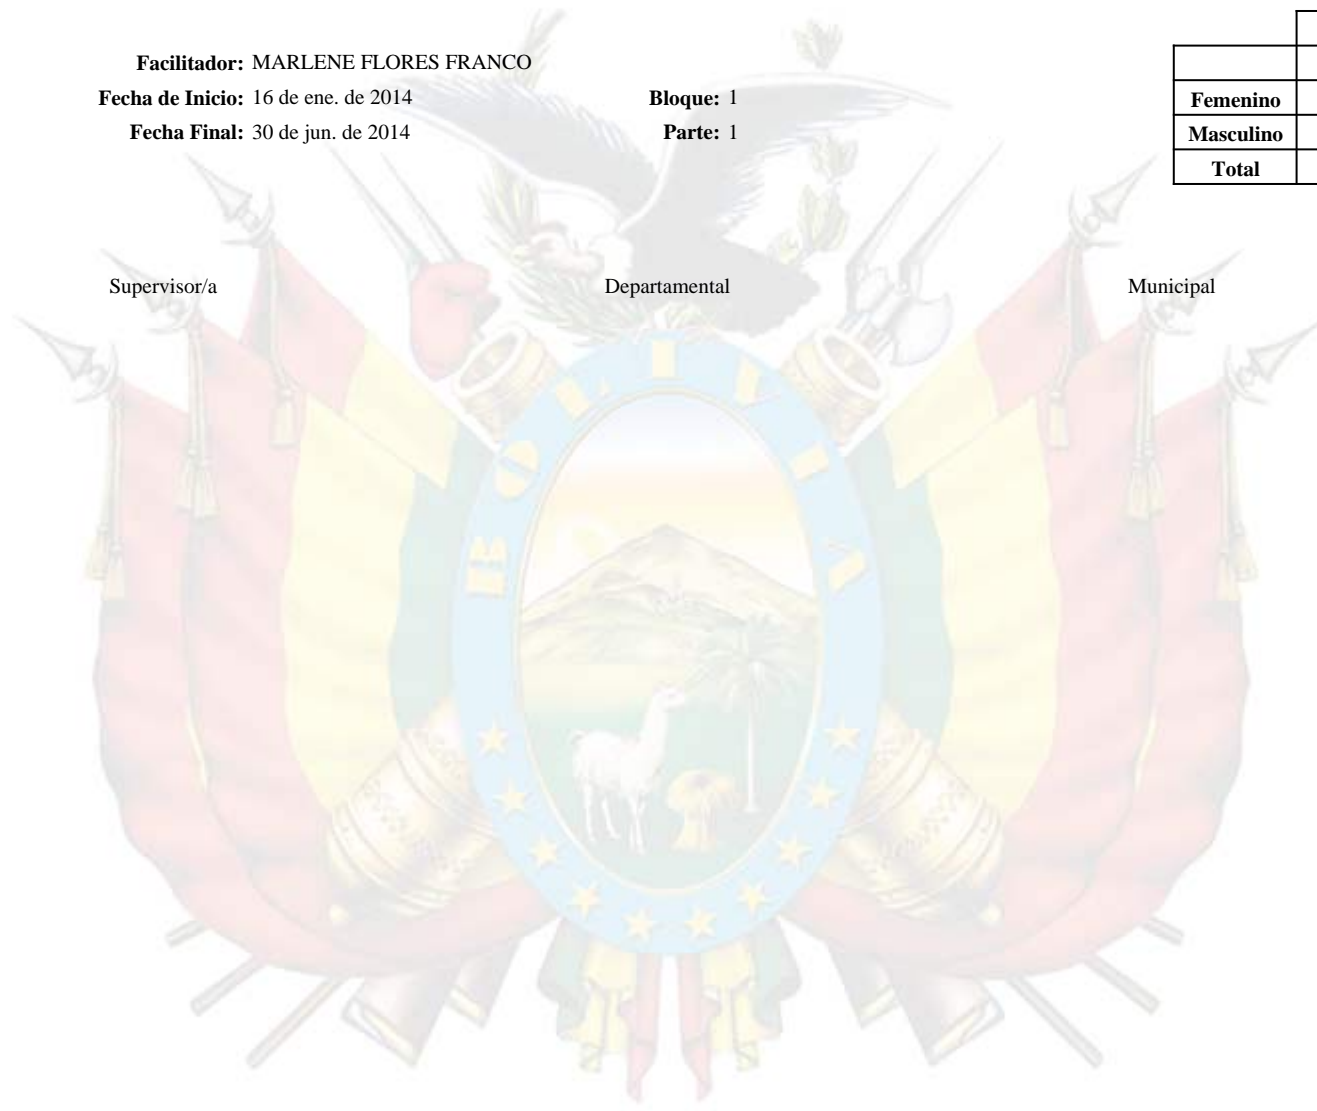 Facilitador: MARLENE FLORES FRANCO
Fecha de Inicio: 16 de ene. de 2014 Bloque: 1
Fecha Final: 30 de jun. de 2014 Parte: 1
Femenino
Masculino
Total
Supervisor/a Departamental Municipal
BOLIVIA